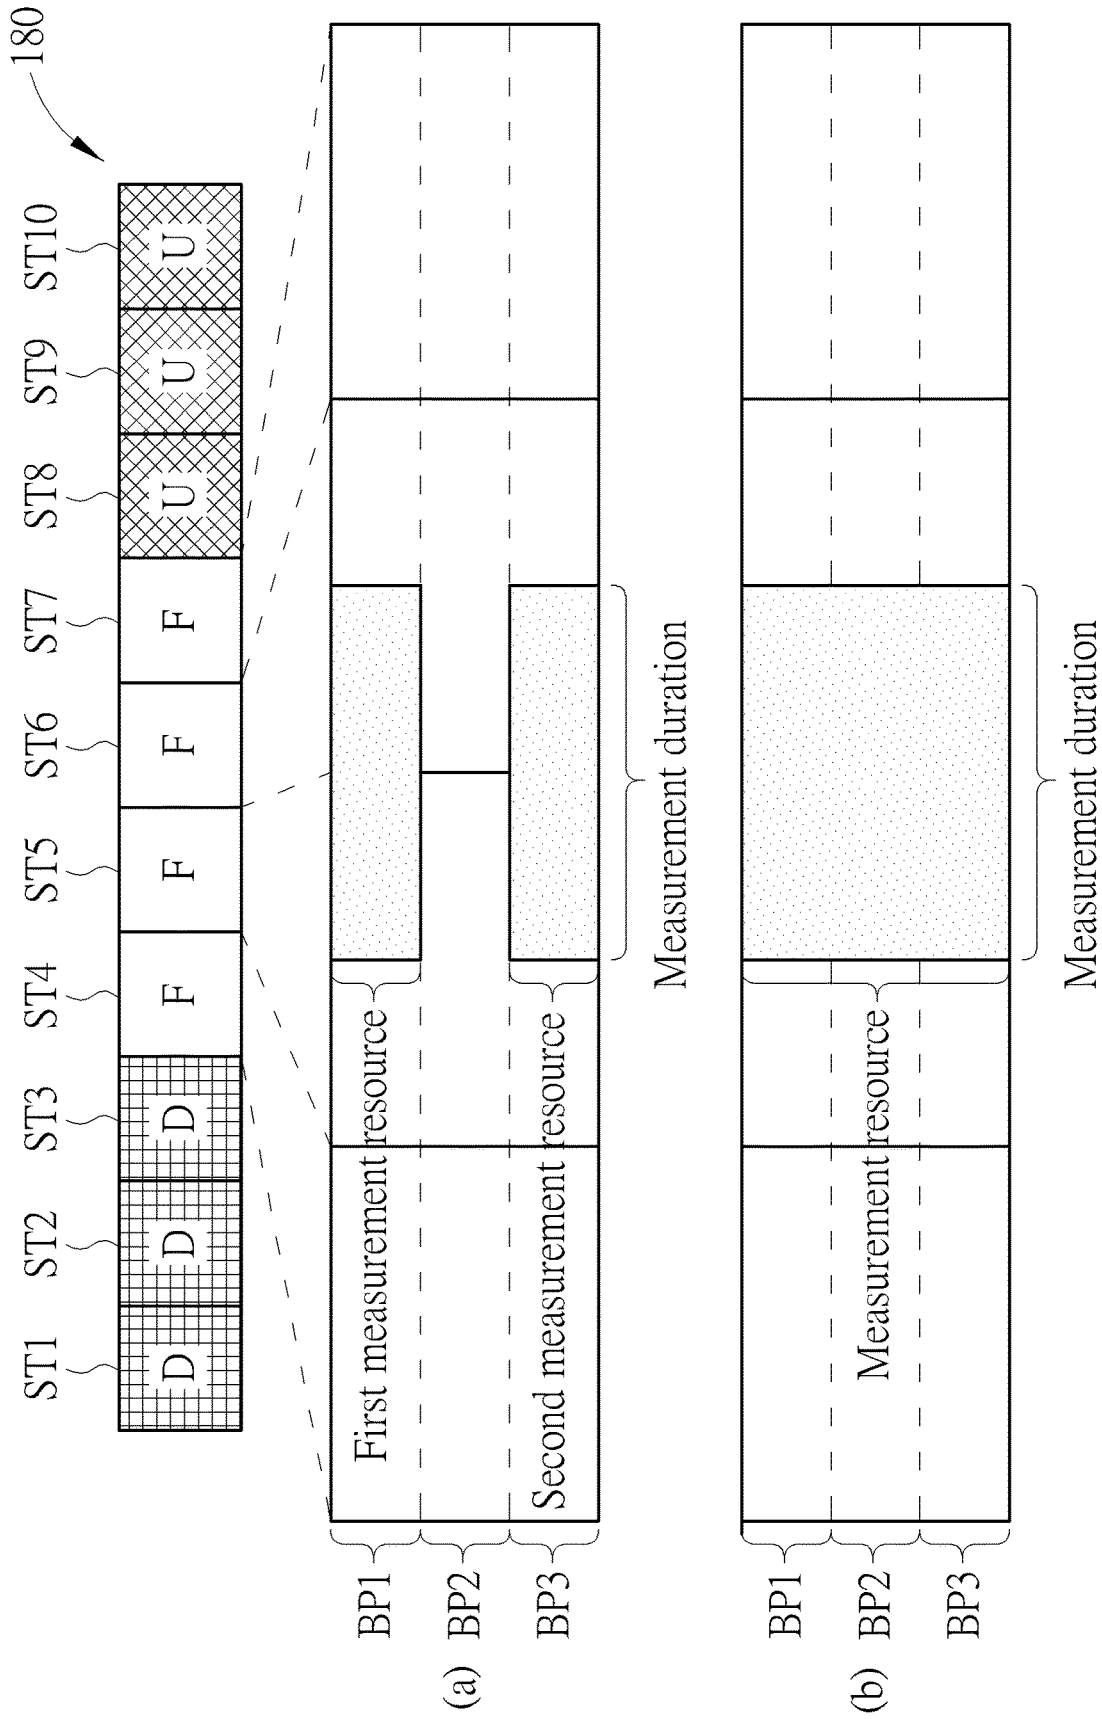 180
ST1 ST2 ST3 ST4 ST5 ST6 ST7 ST8 ST9 ST10
D D D F F F F U U U
(a)
BP1
BP2
BP3
First measurement resource
Second measurement resource
Measurement duration
(b)
BP1
BP2
BP3
Measurement resource
Measurement duration